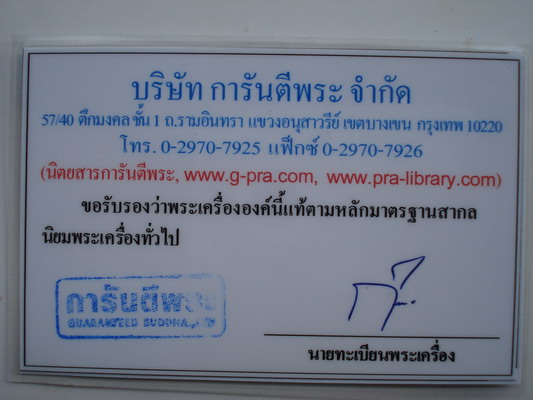 บริษัท การันตีพระ จำกัด
57/40 ตึกมงคล ชั้น 1 ถ.รามอินทรา แขวงอนุสาวรีย์ เขตบางเขน กรุงเทพ 10220
โทร. 0-2970-7925 แฟ็กซ์ 0-2970-7926
(นิตยสารการันตีพระ, www.g-pra.com, www.pra-library.com)
ขอรับรองว่าพระเครื่ององค์นี้แท้ตามหลักมาตรฐานสากล
นิยมพระเครื่องทั่วไป
การันตีพระ
GUARANTEED BUDDHA
นายทะเบียนพระเครื่อง